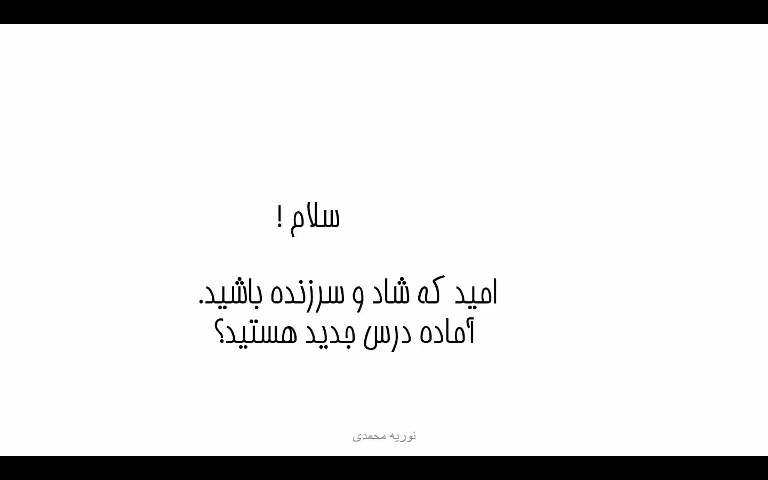 سلام !
امید که شاد و سرزنده باشید.
آماده درس جدید هستید؟
نوریه محمدی